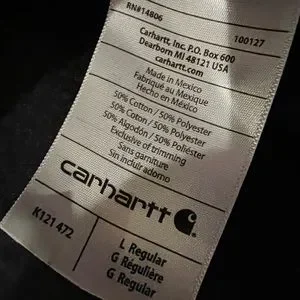 RN#14806
100127
Carhartt, Inc. P.O. Box 600
Dearborn MI 48121 USA
carhartt.com
Made in Mexico
Fabriqué au Mexique
Hecho en México
50% Cotton / 50% Polyester
50% Coton / 50% Polyester
50% Algodón / 50% Poliéster
Exclusive of trimming
Sans garniture
Sin incluir adorno
carhartt
K121 472
L Regular
G Régulière
G Regular